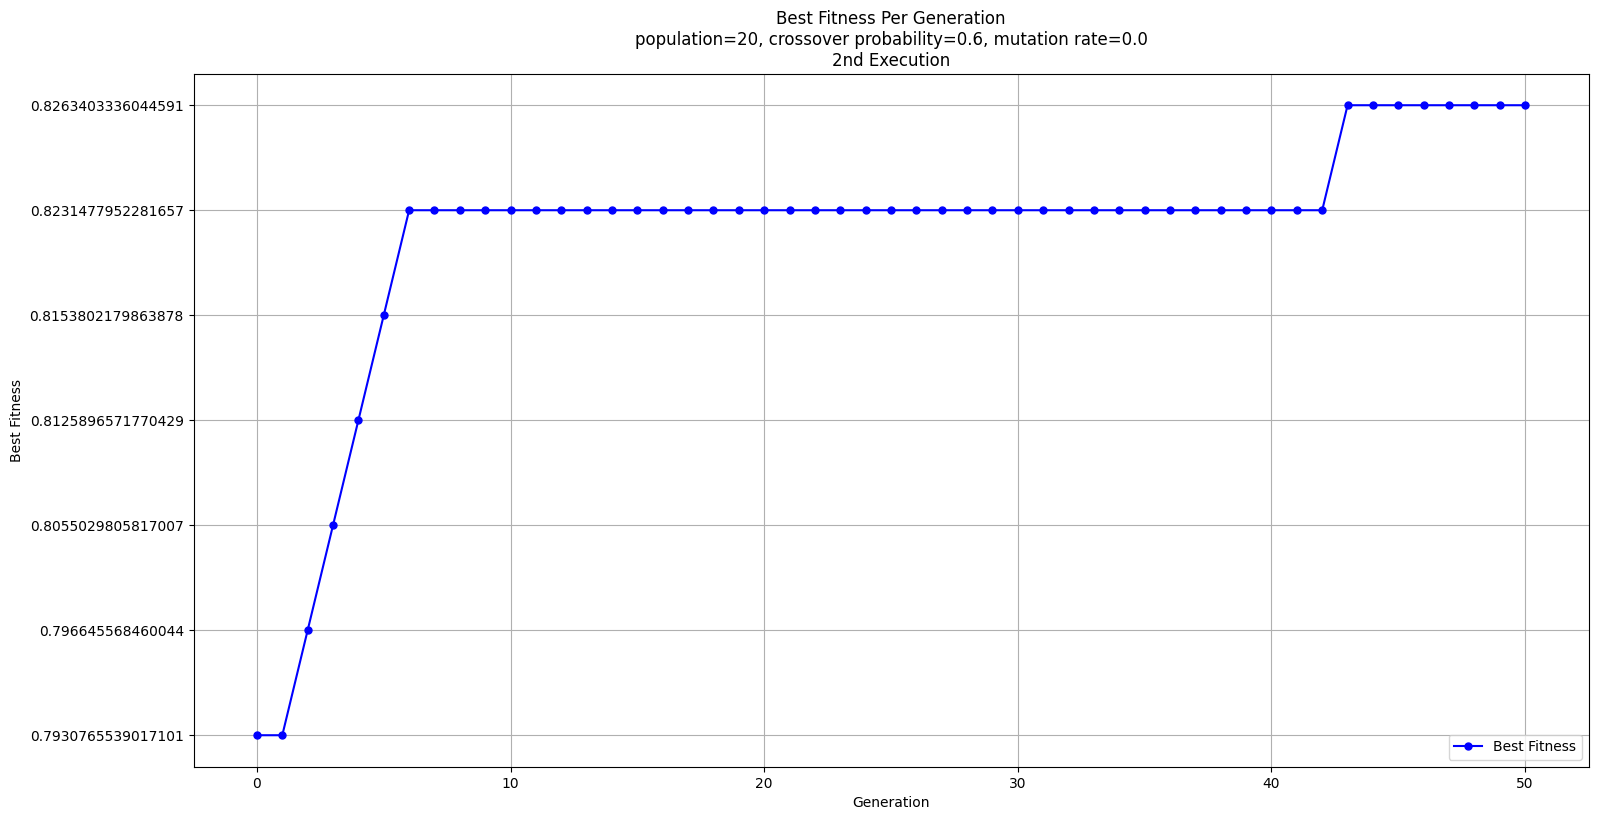 Best Fitness Per Generation
population=20, crossover probability=0.6, mutation rate=0.0
2nd Execution
0.8263403336044591
0.8231477952281657
0.8153802179863878
0.8125896571770429
0.8055029805817007
0.796645568460044
0.7930765539017101
Best Fitness
Best Fitness
0
10
20
30
40
50
Generation